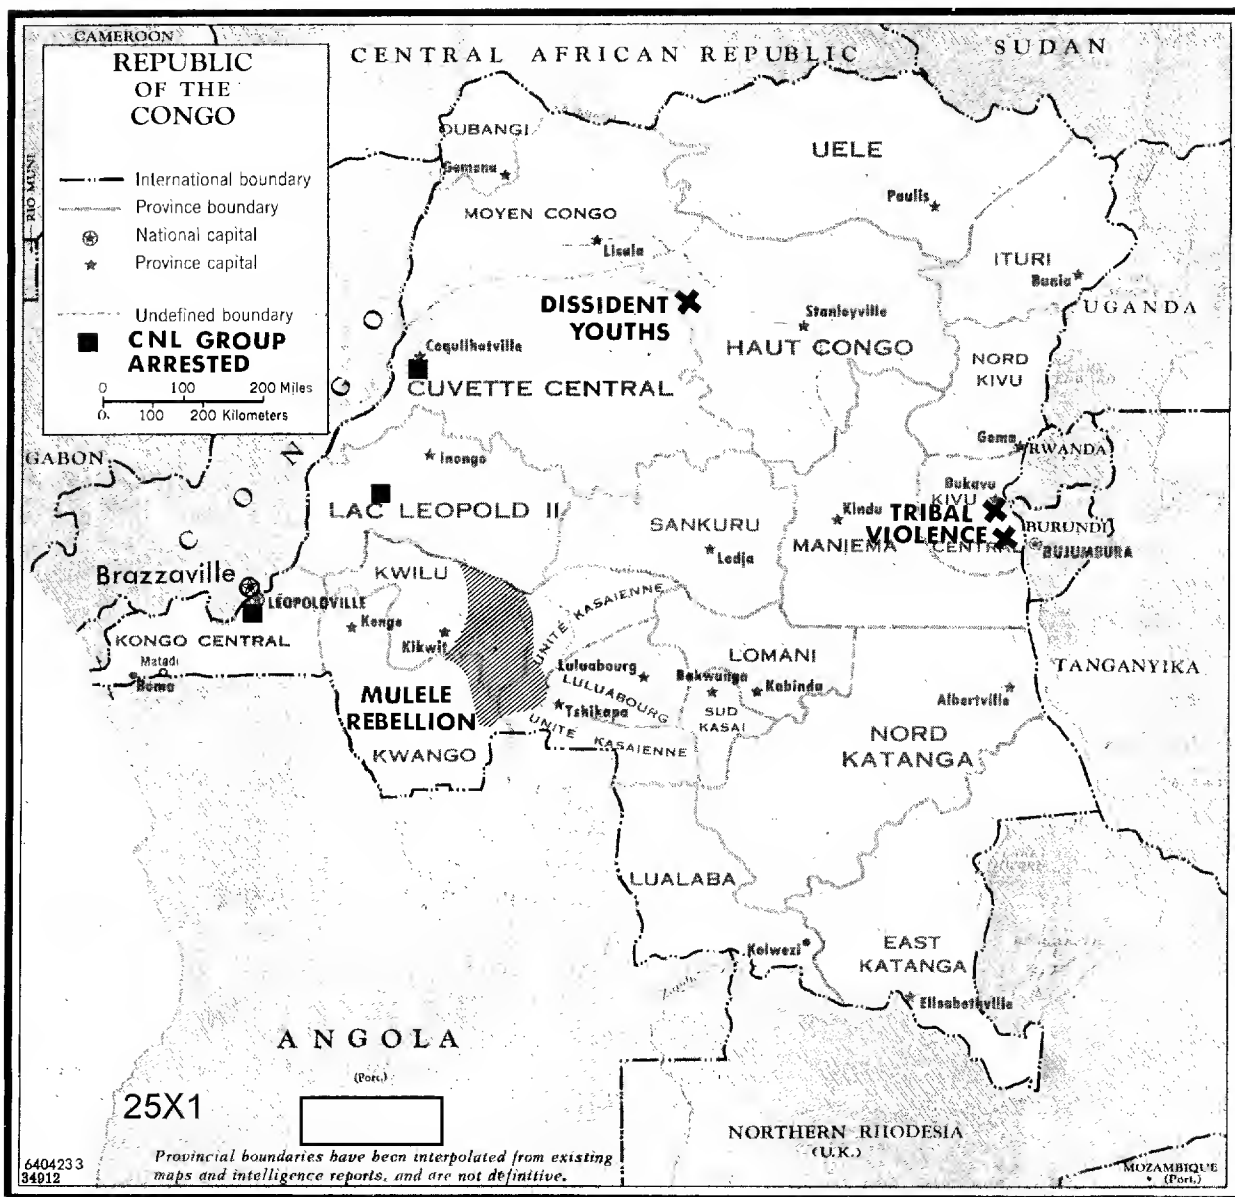 CAMEROON
REPUBLIC
OF THE
CONGO
International boundary
Province boundary
National capital
Province capital
Undefined boundary
CNL GROUP
ARRESTED
0 100 200 Miles
0 100 200 Kilometers
RIO MUNI
CENTRAL AFRICAN REPUBLIC
SUDAN
OUBANGI
Gemena
UELE
Paulis
MOYEN CONGO
Lisala
ITURI
Bunia
UGANDA
DISSIDENT
YOUTHS
Stanleyville
HAUT CONGO
NORD
KIVU
Coquilhatville
CUVETTE CENTRAL
CONGO
GABON
Inongo
Goma
RWANDA
LAC LEOPOLD II
SANKURU
Lodja
Kindu
MANIEMA
Bukavu
KIVU
CENTRAL
TRIBAL
VIOLENCE
BURUNDI
BUJUMBURA
Brazzaville
LEOPOLDVILLE
KONGO CENTRAL
Matadi
Boma
KWILU
Kenge
Kikwit
UNITÉ KASAIENNE
LOMANI
TANGANYIKA
Luluabourg
LULUABOURG
Bakwanga
Kabinda
SUD
KASAI
Albertville
MULELE
REBELLION
Tshikapa
UNITÉ KASAIENNE
KWANGO
NORD
KATANGA
LUALABA
Kolwezi
EAST
KATANGA
Elisabethville
ANGOLA
(Port.)
25X1
NORTHERN RHODESIA
(U.K.)
MOZAMBIQUE
(Port.)
Provincial boundaries have been interpolated from existing
maps and intelligence reports, and are not definitive.
640423 3
34912